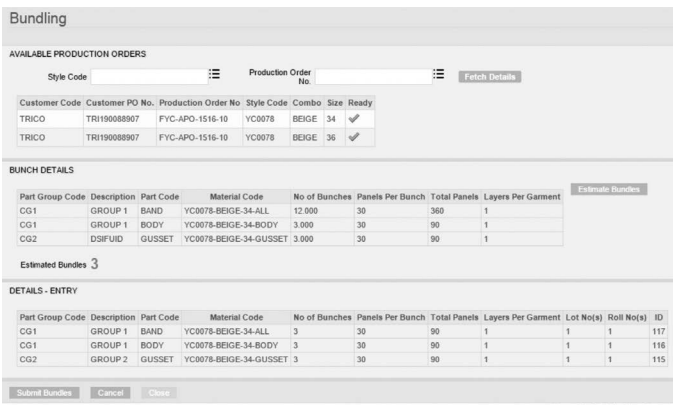 Bundling
AVAILABLE PRODUCTION ORDERS
Style Code Production Order No. Fetch Details
Customer Code Customer PO No. Production Order No Style Code Combo Size Ready
TRICO TRI190088907 FYC-APO-1516-10 YC0078 BEIGE 34
TRICO TRI190088907 FYC-APO-1516-10 YC0078 BEIGE 36
BUNCH DETAILS
Estimate Bundles
Part Group Code Description Part Code Material Code No of Bunches Panels Per Bunch Total Panels Layers Per Garment
CG1 GROUP 1 BAND YC0078-BEIGE-34-ALL 12.000 30 360 1
CG1 GROUP 1 BODY YC0078-BEIGE-34-BODY 3.000 30 90 1
CG2 DSIFUID GUSSET YC0078-BEIGE-34-GUSSET 3.000 30 90 1
Estimated Bundles 3
DETAILS - ENTRY
Part Group Code Description Part Code Material Code No of Bunches Panels Per Bunch Total Panels Layers Per Garment Lot No(s) Roll No(s) ID
CG1 GROUP 1 BAND YC0078-BEIGE-34-ALL 3 30 90 1 1 1 117
CG1 GROUP 1 BODY YC0078-BEIGE-34-BODY 3 30 90 1 1 1 116
CG2 GROUP 2 GUSSET YC0078-BEIGE-34-GUSSET 3 30 90 1 1 1 115
Submit Bundles Cancel Close